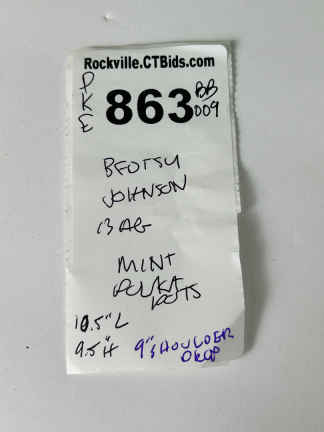 Rockville.CTBids.com
PKE 863 BB 009
BEOTSY
JOHNSON
BAG
MINT
POLKA
DOTS
10.5" L
9.5" H 9" SHOULDER
DROP